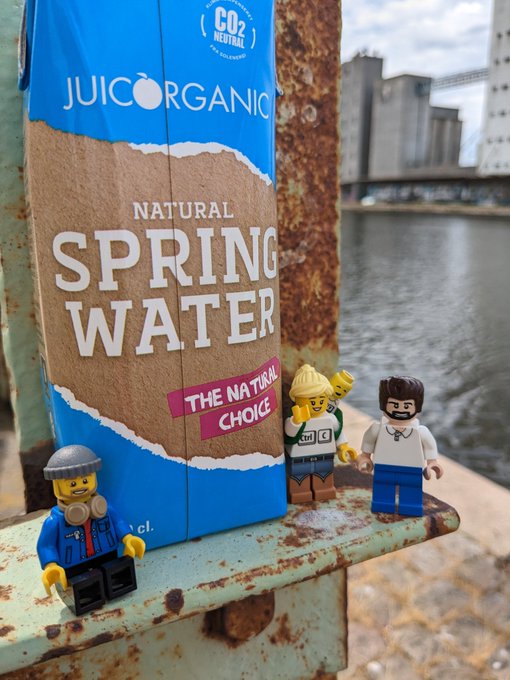 CO2
NEUTRAL
JUICORGANIC
NATURAL
SPRING
WATER
THE NATURAL
CHOICE
Ctrl C
cl.